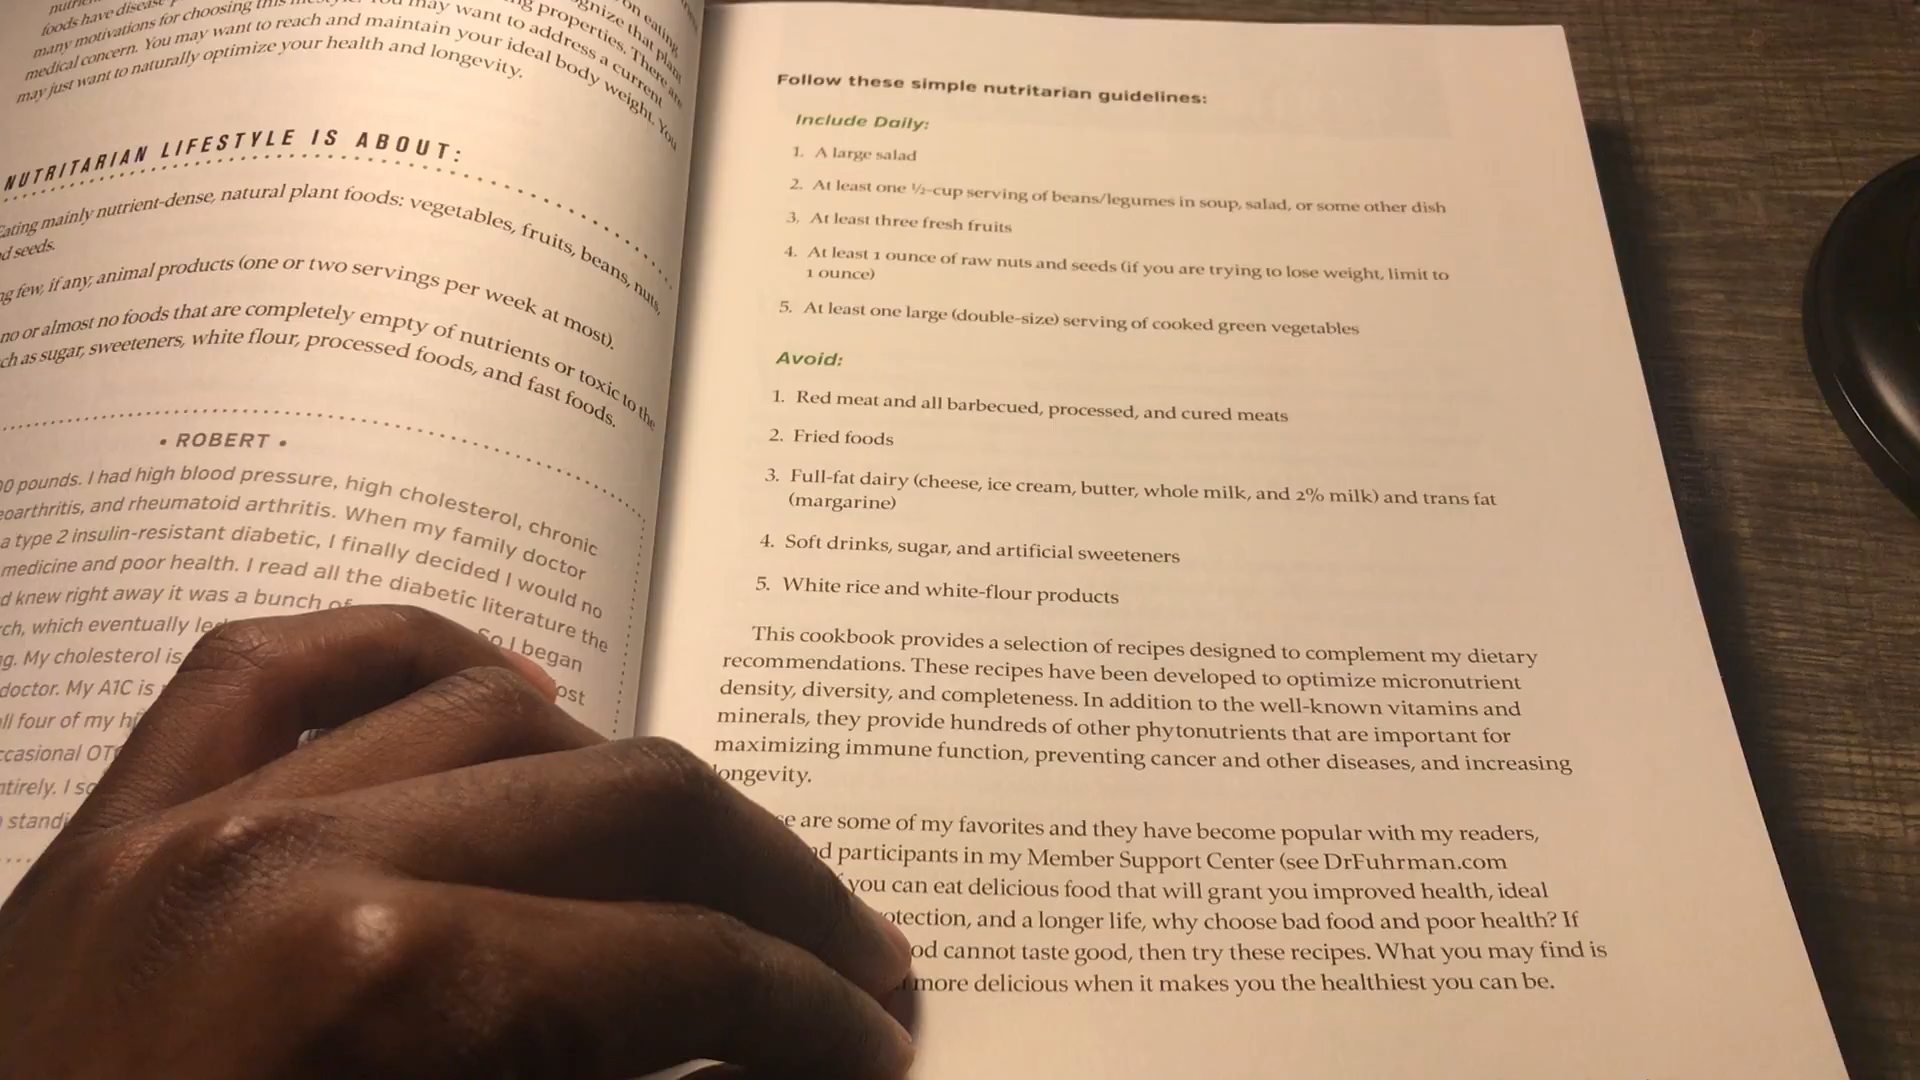 foods have disease
many motivations for choosing this
medical concern. You may want to reach and maintain your ideal body weight. You
may just want to naturally optimize your health and longevity.
on eating
that plant
properties. There are
may want to address a current
NUTRITARIAN LIFESTYLE IS ABOUT:
Eating mainly nutrient-dense, natural plant foods: vegetables, fruits, beans, nuts,
seeds.
few, if any, animal products (one or two servings per week at most).
no or almost no foods that are completely empty of nutrients or toxic to the
as sugar, sweeteners, white flour, processed foods, and fast foods.
• ROBERT •
pounds. I had high blood pressure, high cholesterol, chronic
and rheumatoid arthritis. When my family doctor
a type 2 insulin-resistant diabetic, I finally decided I would no
medicine and poor health. I read all the diabetic literature the
knew right away it was a bunch of
which eventually
So I began
My cholesterol is
doctor. My A1C is
four of my
standi
Follow these simple nutritarian guidelines:
Include Daily:
1. A large salad
2. At least one ½-cup serving of beans/legumes in soup, salad, or some other dish
3. At least three fresh fruits
4. At least 1 ounce of raw nuts and seeds (if you are trying to lose weight, limit to
1 ounce)
5. At least one large (double-size) serving of cooked green vegetables
Avoid:
1. Red meat and all barbecued, processed, and cured meats
2. Fried foods
3. Full-fat dairy (cheese, ice cream, butter, whole milk, and 2% milk) and trans fat
(margarine)
4. Soft drinks, sugar, and artificial sweeteners
5. White rice and white-flour products
This cookbook provides a selection of recipes designed to complement my dietary
recommendations. These recipes have been developed to optimize micronutrient
density, diversity, and completeness. In addition to the well-known vitamins and
minerals, they provide hundreds of other phytonutrients that are important for
maximizing immune function, preventing cancer and other diseases, and increasing
longevity.
are some of my favorites and they have become popular with my readers,
participants in my Member Support Center (see DrFuhrman.com
you can eat delicious food that will grant you improved health, ideal
and a longer life, why choose bad food and poor health? If
cannot taste good, then try these recipes. What you may find is
more delicious when it makes you the healthiest you can be.